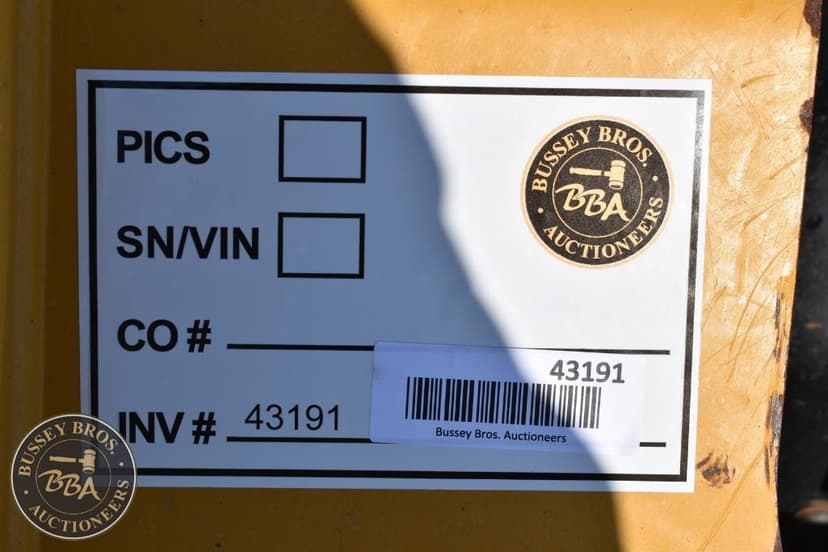 PICS
BUSSEY BROS.
BBA
AUCTIONEERS
SN/VIN
CO #
43191
Bussey Bros. Auctioneers
INV # 43191
BUSSEY BROS.
BBA
AUCTIONEERS